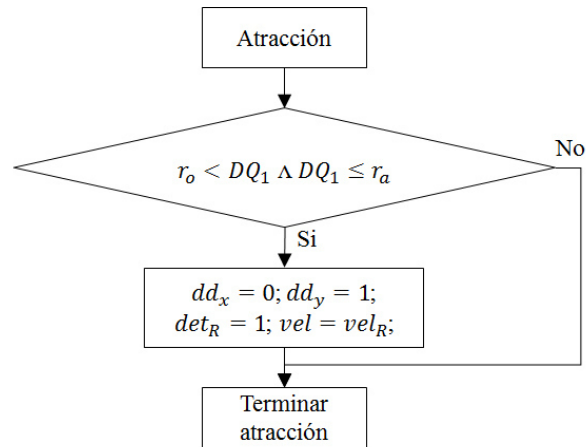 Atracción
r_o < DQ_1 ∧ DQ_1 ≤ r_a
No
Si
dd_x = 0; dd_y = 1;
det_R = 1; vel = vel_R;
Terminar
atracción